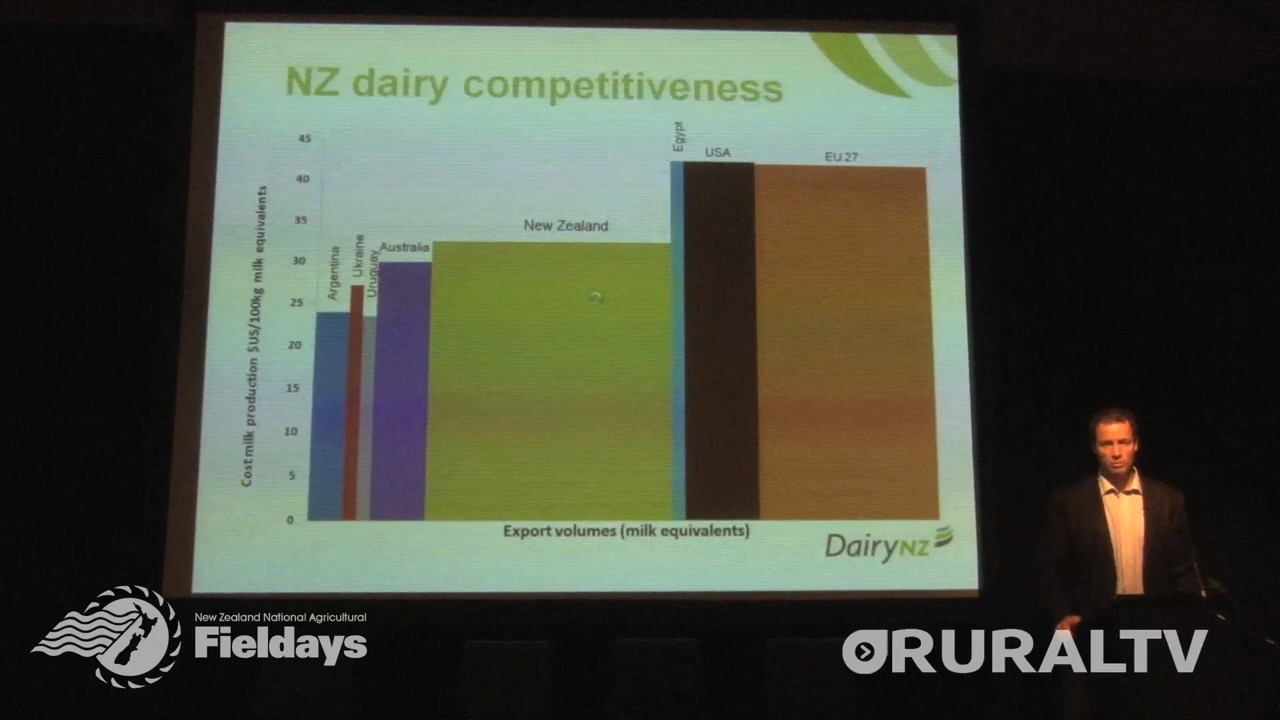 NZ dairy competitiveness
Cost milk production $US/100kg milk equivalents
45
40
35
30
25
20
15
10
5
0
Argentina
Ukraine
Uruguay
Australia
New Zealand
Egypt
USA
EU 27
Export volumes (milk equivalents)
DairyNZ
New Zealand National Agricultural
Fieldays
RURALTV